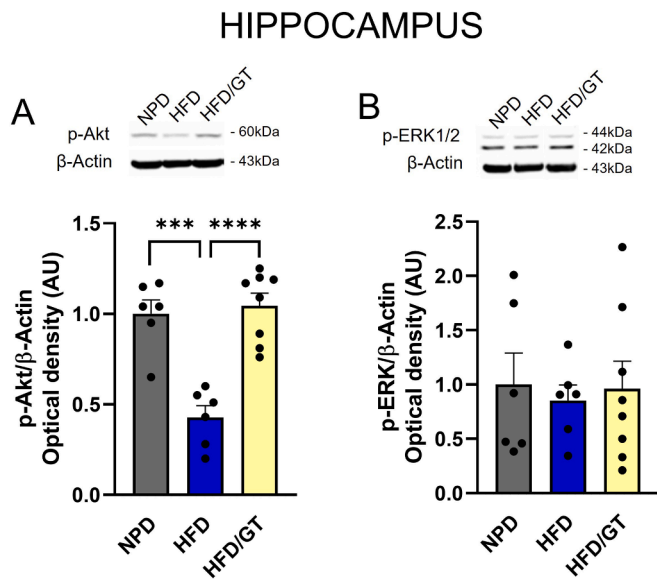 HIPPOCAMPUS
A
NPD
HFD
HFD/GT
p-Akt
- 60kDa
β-Actin
- 43kDa
p-Akt/β-Actin
Optical density (AU)
1.5
1.0
0.5
0.0
***
****
NPD
HFD
HFD/GT
B
NPD
HFD
HFD/GT
p-ERK1/2
- 44kDa
- 42kDa
β-Actin
- 43kDa
p-ERK/β-Actin
Optical density (AU)
2.5
2.0
1.5
1.0
0.5
0.0
NPD
HFD
HFD/GT